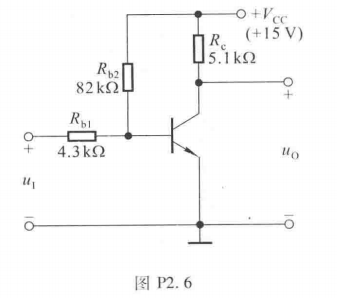 +V_CC
(+15 V)
R_c
5.1 kΩ
R_b2
82 kΩ
R_b1
4.3 kΩ
+
+
u_I
u_O
−
−
图 P2. 6